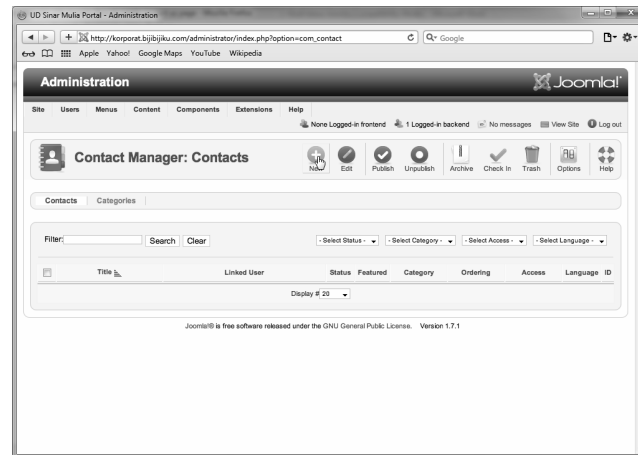 UD Sinar Mulia Portal - Administration
http://korporat.bijibijiku.com/administrator/index.php?option=com_contact
Google
Apple Yahoo! Google Maps YouTube Wikipedia
Administration
Joomla!
Site Users Menus Content Components Extensions Help
None Logged-in frontend 1 Logged-in backend No messages View Site Log out
Contact Manager: Contacts
New Edit Publish Unpublish Archive Check In Trash Options Help
Contacts Categories
Filter: Search Clear - Select Status - - Select Category - - Select Access - - Select Language -
Title Linked User Status Featured Category Ordering Access Language ID
Display # 20
Joomla!® is free software released under the GNU General Public License. Version 1.7.1